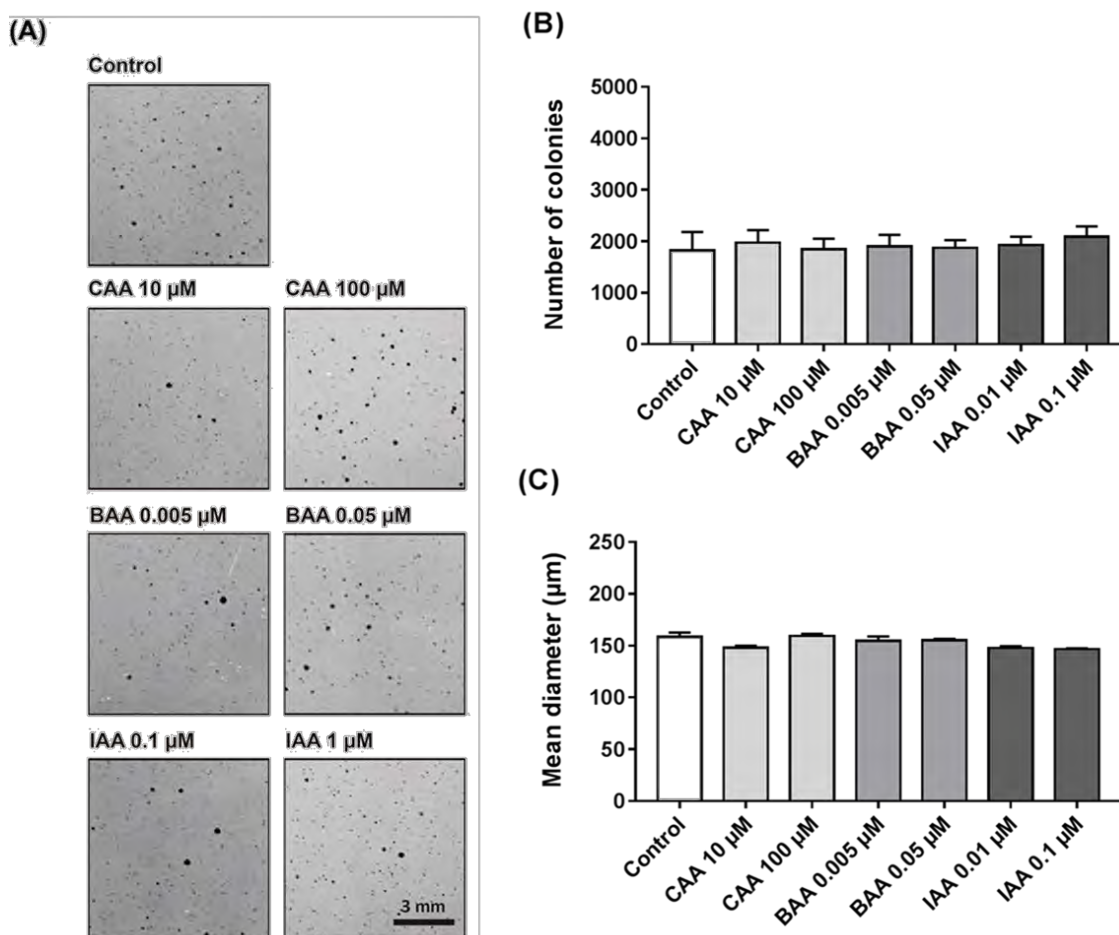 (A)
Control
CAA 10 µM
CAA 100 µM
BAA 0.005 µM
BAA 0.05 µM
IAA 0.1 µM
IAA 1 µM
3 mm
(B)
Number of colonies
5000
4000
3000
2000
1000
0
Control
CAA 10 µM
CAA 100 µM
BAA 0.005 µM
BAA 0.05 µM
IAA 0.01 µM
IAA 0.1 µM
(C)
Mean diameter (µm)
250
200
150
100
50
0
Control
CAA 10 µM
CAA 100 µM
BAA 0.005 µM
BAA 0.05 µM
IAA 0.01 µM
IAA 0.1 µM